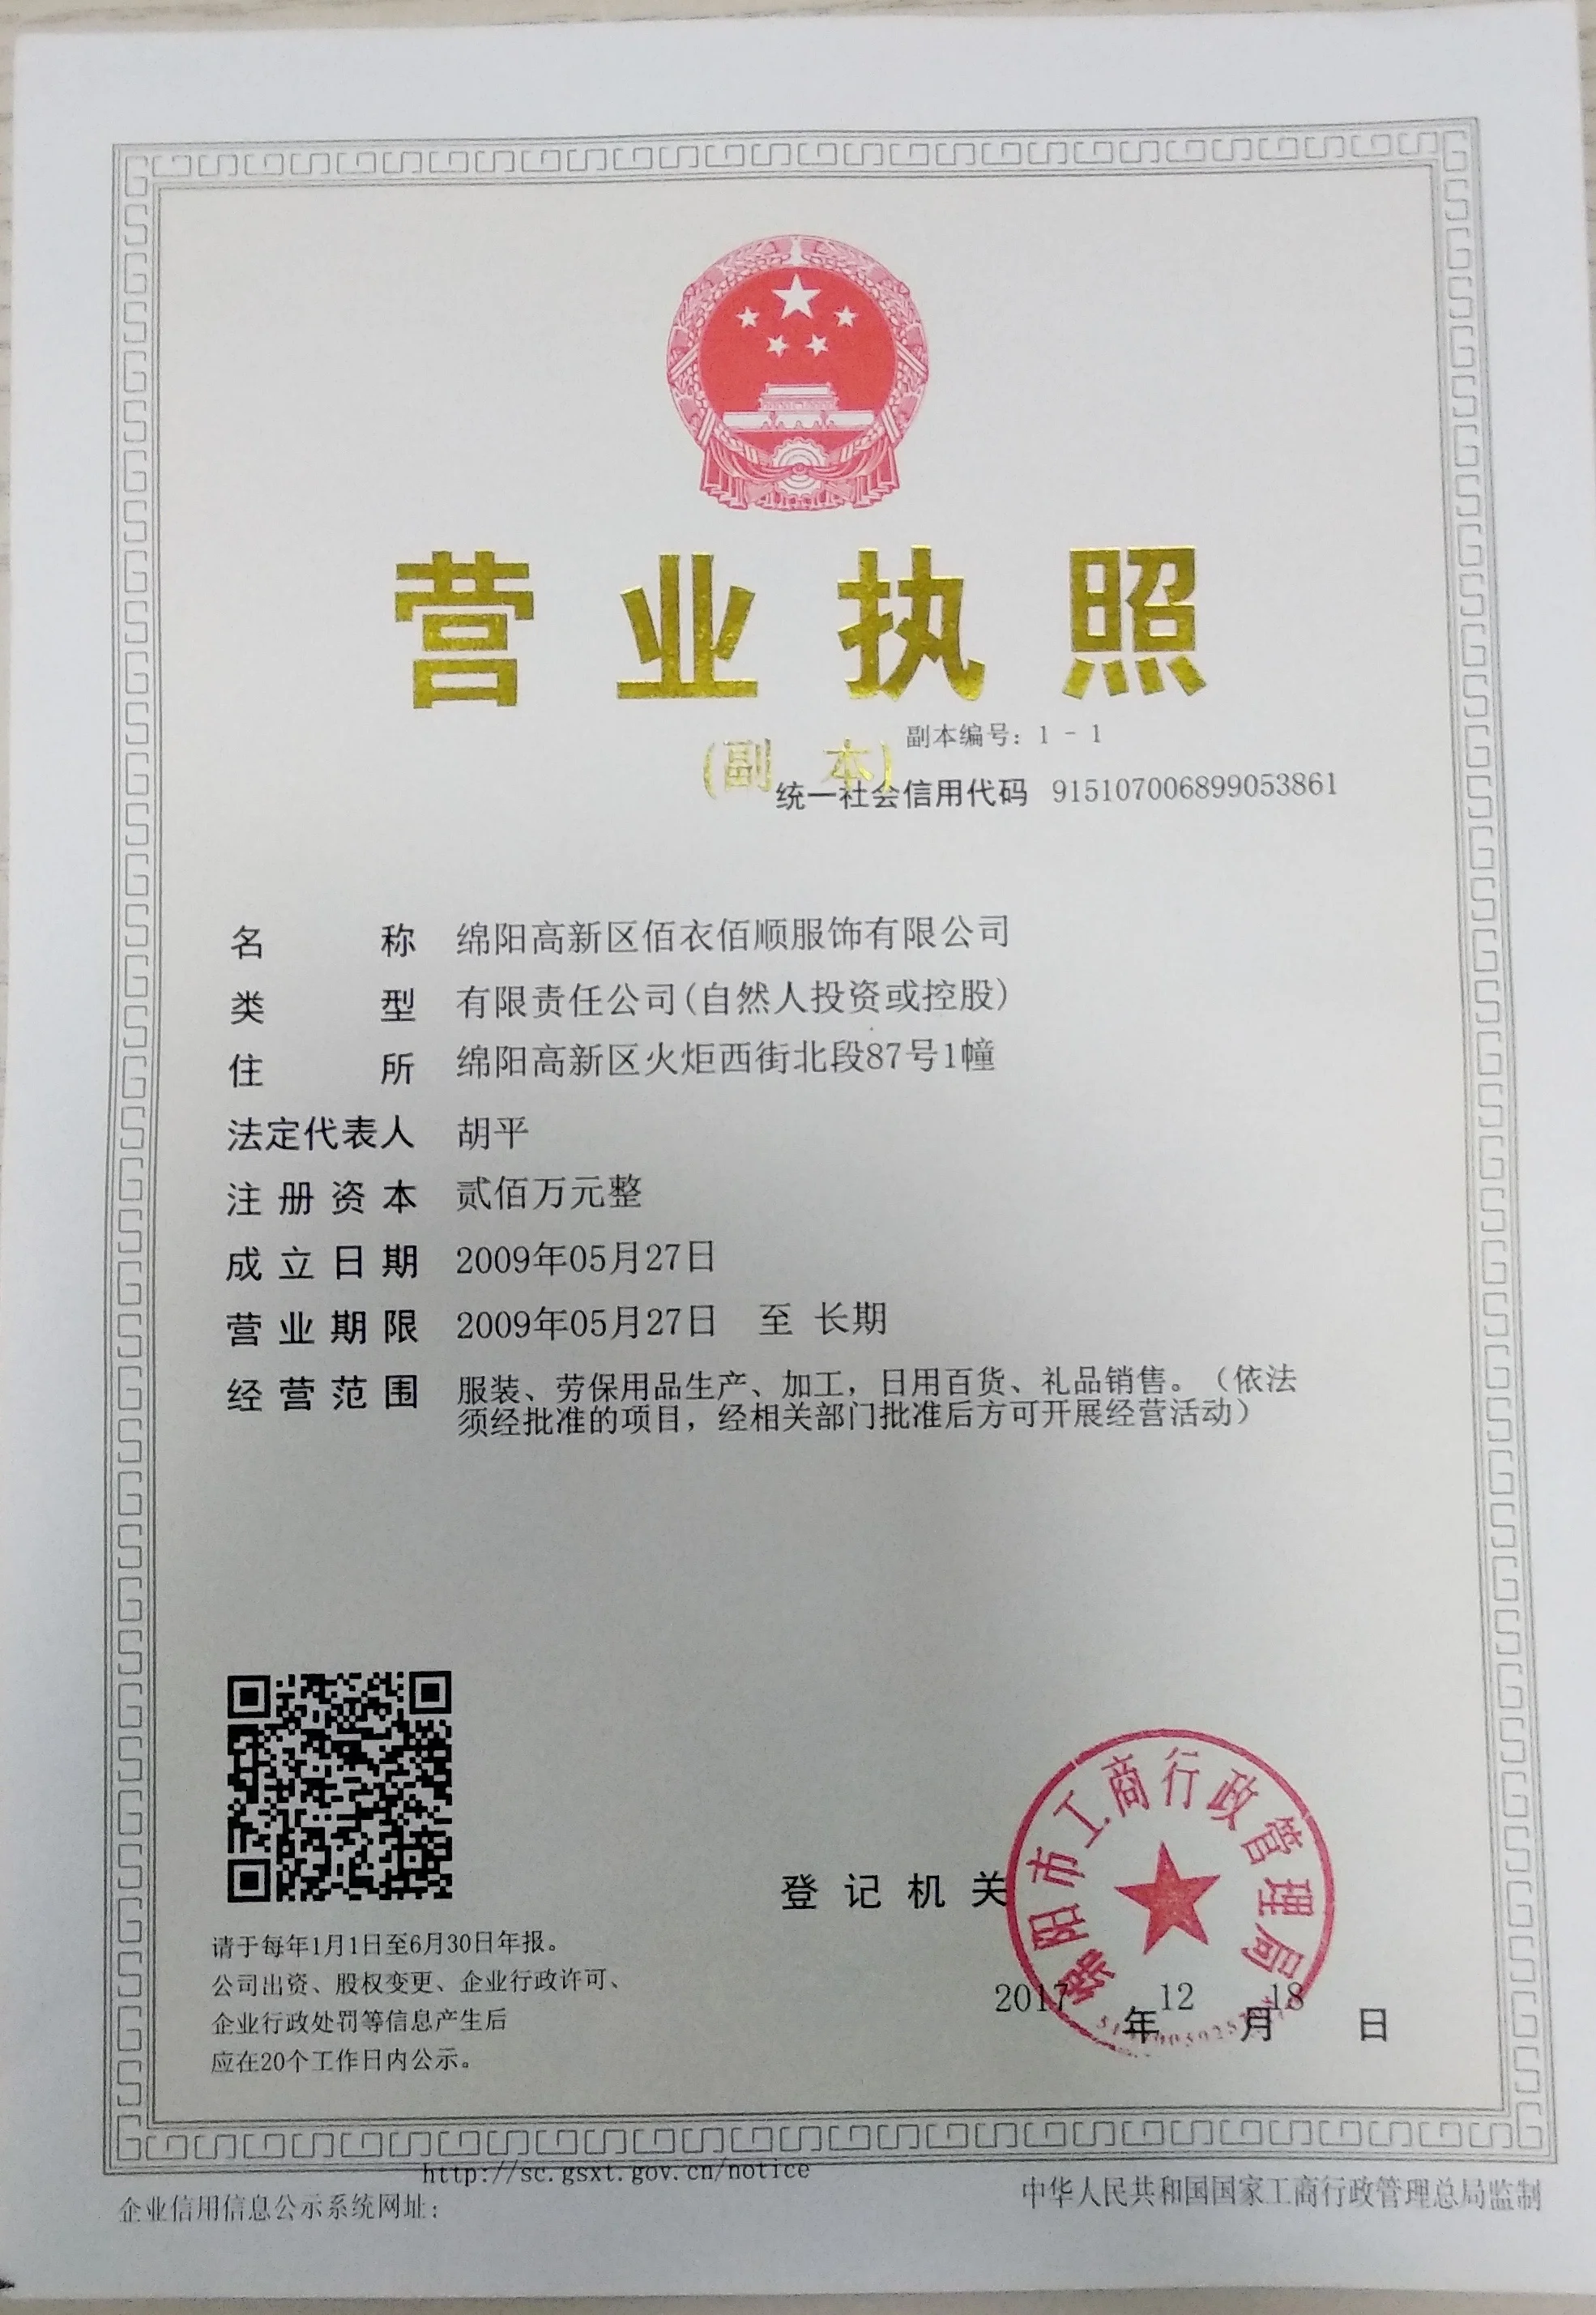 营业执照
(副 本)
副本编号：1 - 1
统一社会信用代码 915107006899053861
名称 绵阳高新区佰衣佰顺服饰有限公司
类型 有限责任公司(自然人投资或控股)
住所 绵阳高新区火炬西街北段87号1幢
法定代表人 胡平
注册资本 贰佰万元整
成立日期 2009年05月27日
营业期限 2009年05月27日 至 长期
经营范围 服装、劳保用品生产、加工，日用百货、礼品销售。（依法
须经批准的项目，经相关部门批准后方可开展经营活动）
登记机关
绵阳市工商行政管理局
2017年12月18日
请于每年1月1日至6月30日年报。
公司出资、股权变更、企业行政许可、
企业行政处罚等信息产生后
应在20个工作日内公示。
http://sc.gsxt.gov.cn/notice
企业信用信息公示系统网址：
中华人民共和国国家工商行政管理总局监制